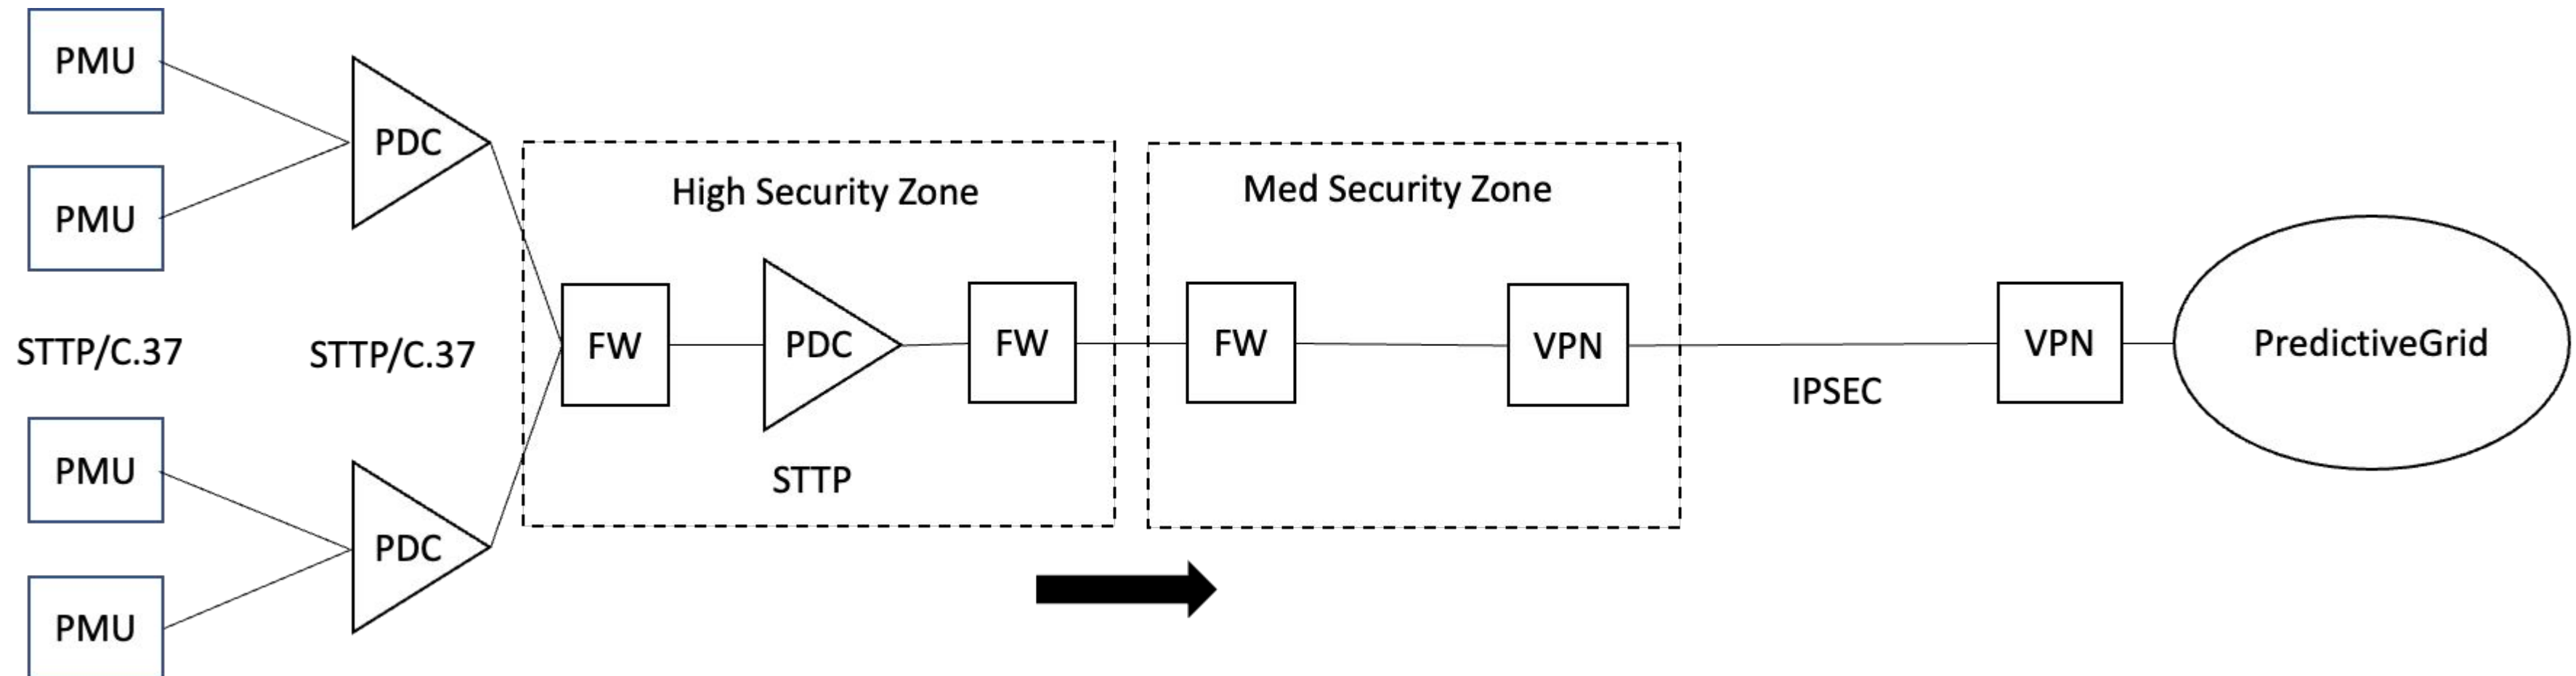 PMU
PMU
STTP/C.37
PMU
PMU
PDC
STTP/C.37
PDC
High Security Zone
FW
PDC
FW
STTP
Med Security Zone
FW
VPN
IPSEC
VPN
PredictiveGrid